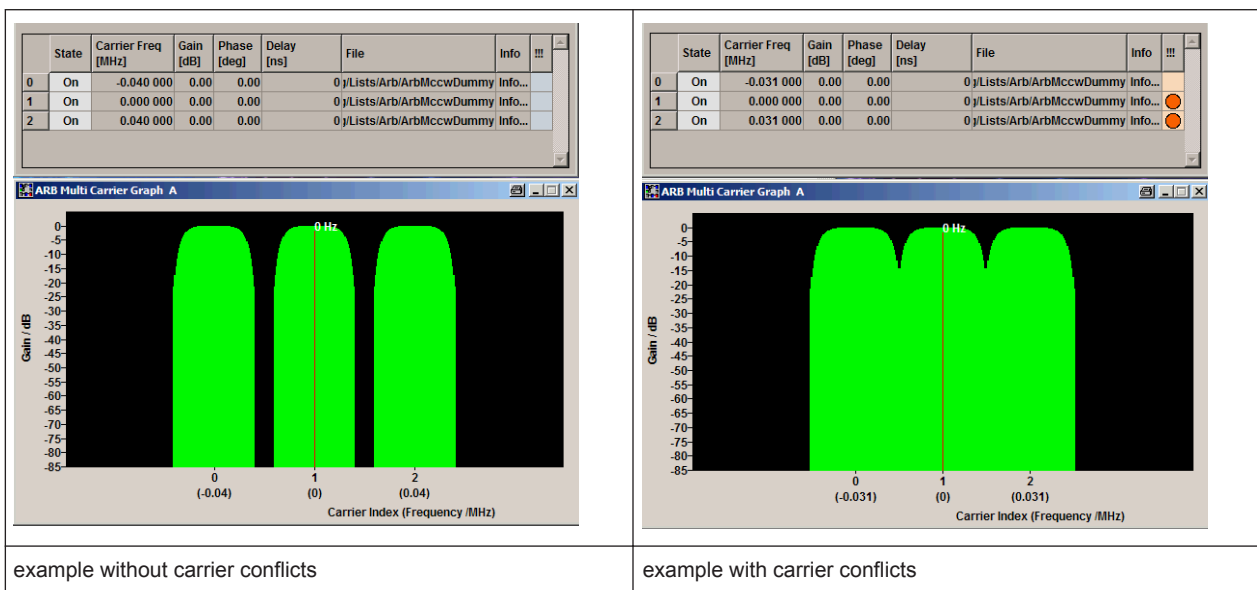 State Carrier Freq [MHz] Gain [dB] Phase [deg] Delay [ns] File Info !!!
0 On -0.040 000 0.00 0.00 0 g/Lists/Arb/ArbMccwDummy Info...
1 On 0.000 000 0.00 0.00 0 g/Lists/Arb/ArbMccwDummy Info...
2 On 0.040 000 0.00 0.00 0 g/Lists/Arb/ArbMccwDummy Info...
ARB Multi Carrier Graph A
0 Hz
Gain / dB
0
-5
-10
-15
-20
-25
-30
-35
-40
-45
-50
-55
-60
-65
-70
-75
-80
-85
0 1 2
(-0.04) (0) (0.04)
Carrier Index (Frequency /MHz)
example without carrier conflicts
State Carrier Freq [MHz] Gain [dB] Phase [deg] Delay [ns] File Info !!!
0 On -0.031 000 0.00 0.00 0 g/Lists/Arb/ArbMccwDummy Info...
1 On 0.000 000 0.00 0.00 0 g/Lists/Arb/ArbMccwDummy Info...
2 On 0.031 000 0.00 0.00 0 g/Lists/Arb/ArbMccwDummy Info...
ARB Multi Carrier Graph A
0 Hz
Gain / dB
0
-5
-10
-15
-20
-25
-30
-35
-40
-45
-50
-55
-60
-65
-70
-75
-80
-85
0 1 2
(-0.031) (0) (0.031)
Carrier Index (Frequency /MHz)
example with carrier conflicts